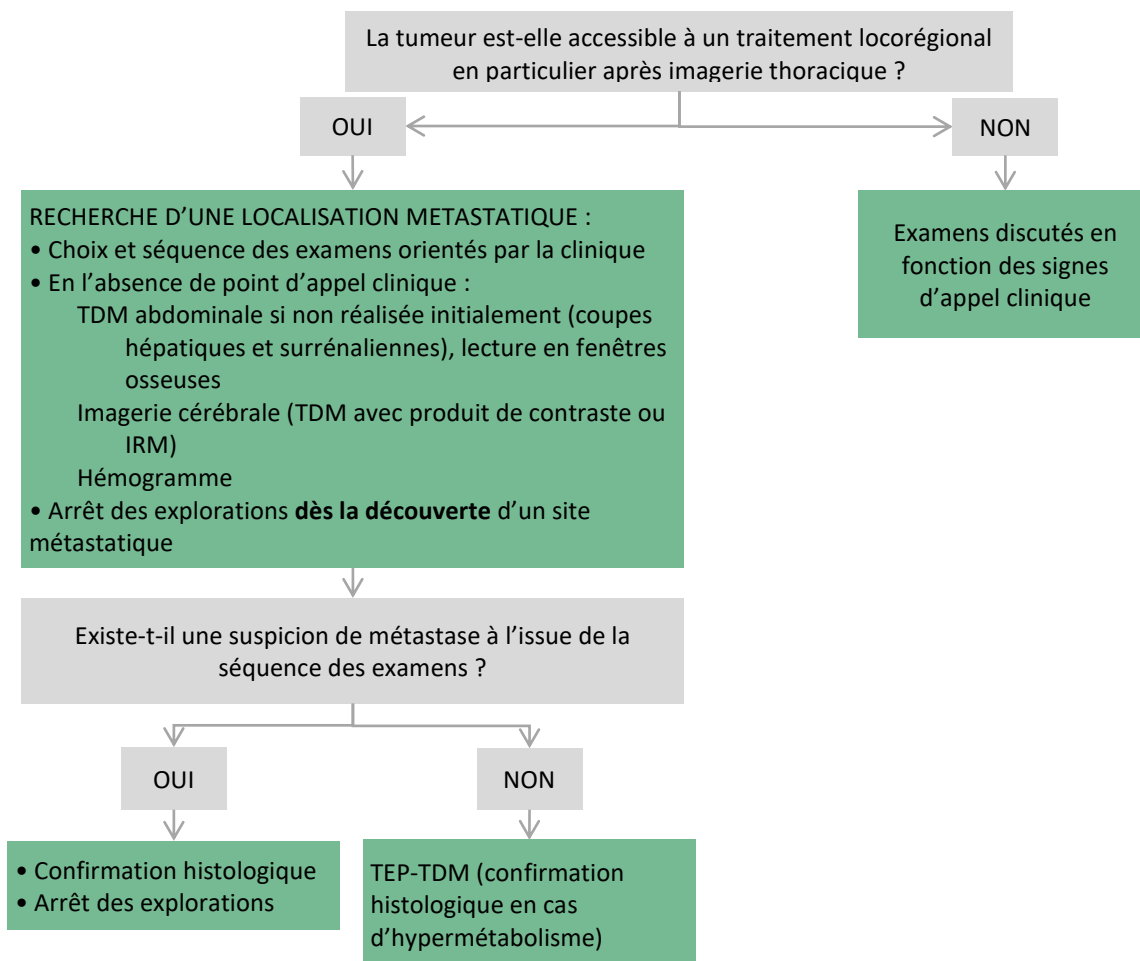 La tumeur est-elle accessible à un traitement locorégional
en particulier après imagerie thoracique ?
OUI
NON
RECHERCHE D’UNE LOCALISATION METASTATIQUE :
• Choix et séquence des examens orientés par la clinique
• En l’absence de point d’appel clinique :
TDM abdominale si non réalisée initialement (coupes
hépatiques et surrénaliennes), lecture en fenêtres
osseuses
Imagerie cérébrale (TDM avec produit de contraste ou
IRM)
Hémogramme
• Arrêt des explorations dès la découverte d’un site
métastatique
Examens discutés en
fonction des signes
d’appel clinique
Existe-t-il une suspicion de métastase à l’issue de la
séquence des examens ?
OUI
NON
• Confirmation histologique
• Arrêt des explorations
TEP-TDM (confirmation
histologique en cas
d’hypermétabolisme)